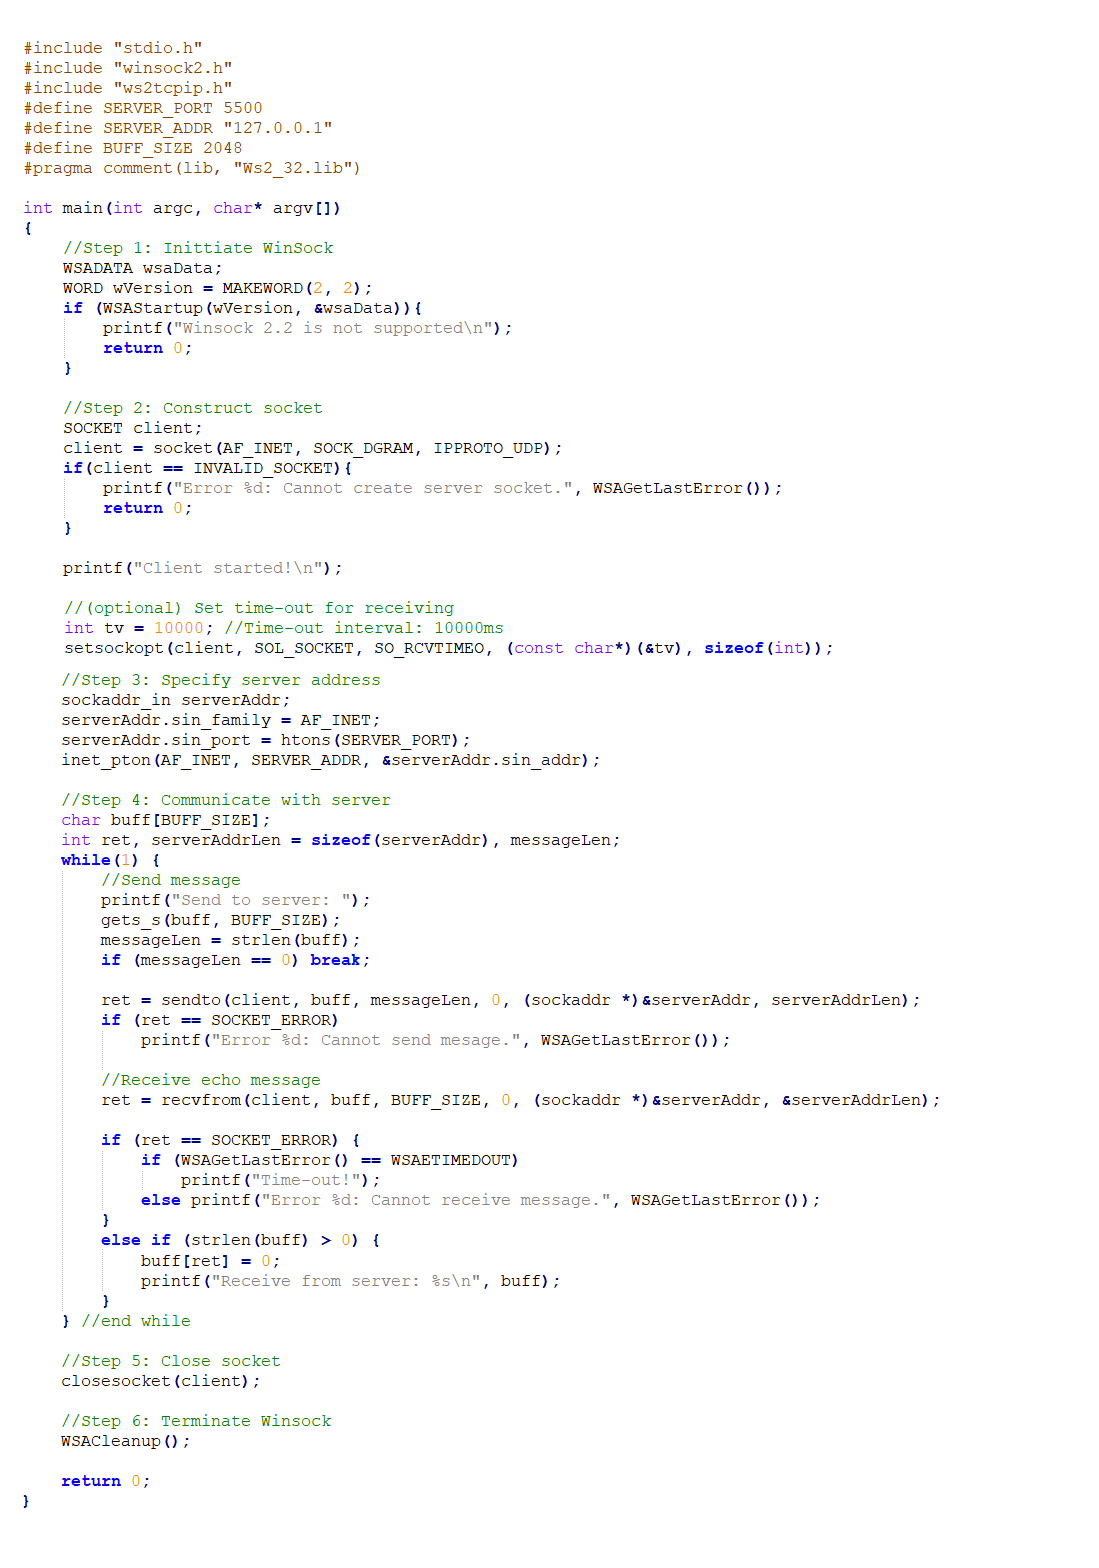 #include "stdio.h"
#include "winsock2.h"
#include "ws2tcpip.h"
#define SERVER_PORT 5500
#define SERVER_ADDR "127.0.0.1"
#define BUFF_SIZE 2048
#pragma comment(lib, "Ws2_32.lib")
int main(int argc, char* argv[])
{
//Step 1: Inittiate WinSock
WSADATA wsaData;
WORD wVersion = MAKEWORD(2, 2);
if (WSAStartup(wVersion, &wsaData)){
printf("Winsock 2.2 is not supported\n");
return 0;
}
//Step 2: Construct socket
SOCKET client;
client = socket(AF_INET, SOCK_DGRAM, IPPROTO_UDP);
if(client == INVALID_SOCKET){
printf("Error %d: Cannot create server socket.", WSAGetLastError());
return 0;
}
printf("Client started!\n");
//(optional) Set time-out for receiving
int tv = 10000; //Time-out interval: 10000ms
setsockopt(client, SOL_SOCKET, SO_RCVTIMEO, (const char*)(&tv), sizeof(int));
//Step 3: Specify server address
sockaddr_in serverAddr;
serverAddr.sin_family = AF_INET;
serverAddr.sin_port = htons(SERVER_PORT);
inet_pton(AF_INET, SERVER_ADDR, &serverAddr.sin_addr);
//Step 4: Communicate with server
char buff[BUFF_SIZE];
int ret, serverAddrLen = sizeof(serverAddr), messageLen;
while(1) {
//Send message
printf("Send to server: ");
gets_s(buff, BUFF_SIZE);
messageLen = strlen(buff);
if (messageLen == 0) break;
ret = sendto(client, buff, messageLen, 0, (sockaddr *)&serverAddr, serverAddrLen);
if (ret == SOCKET_ERROR)
printf("Error %d: Cannot send mesage.", WSAGetLastError());
//Receive echo message
ret = recvfrom(client, buff, BUFF_SIZE, 0, (sockaddr *)&serverAddr, &serverAddrLen);
if (ret == SOCKET_ERROR) {
if (WSAGetLastError() == WSAETIMEDOUT)
printf("Time-out!");
else printf("Error %d: Cannot receive message.", WSAGetLastError());
}
else if (strlen(buff) > 0) {
buff[ret] = 0;
printf("Receive from server: %s\n", buff);
}
} //end while
//Step 5: Close socket
closesocket(client);
//Step 6: Terminate Winsock
WSACleanup();
return 0;
}